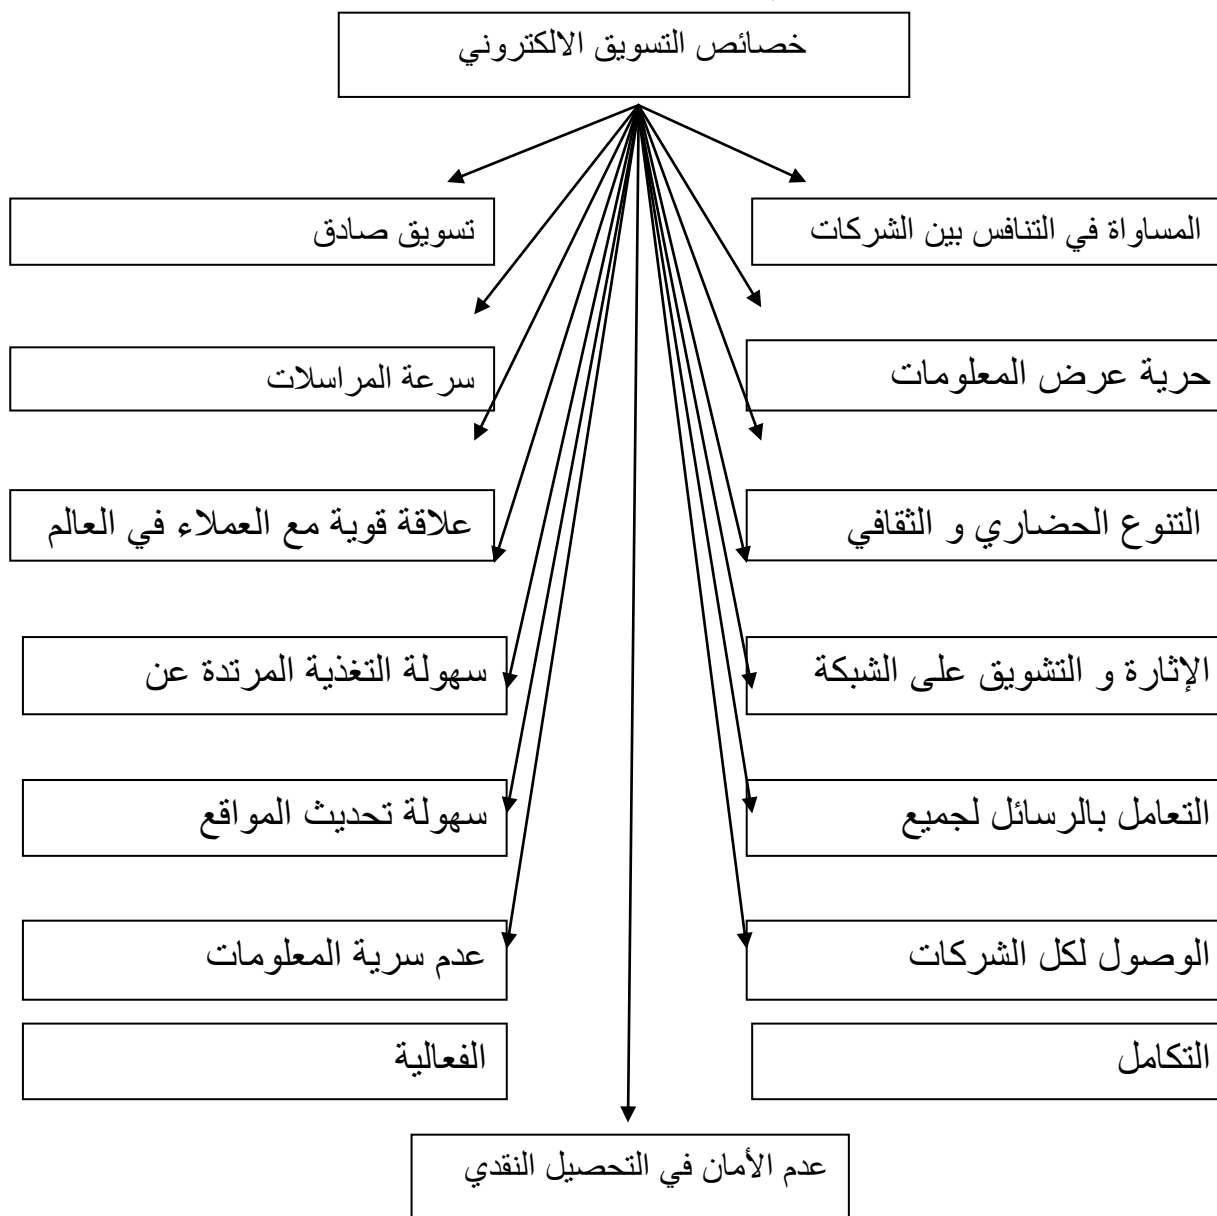 خصائص التسويق الالكتروني
المساواة في التنافس بين الشركات
تسويق صادق
حرية عرض المعلومات
سرعة المراسلات
التنوع الحضاري و الثقافي
علاقة قوية مع العملاء في العالم
الإثارة و التشويق على الشبكة
سهولة التغذية المرتدة عن
التعامل بالرسائل لجميع
سهولة تحديث المواقع
الوصول لكل الشركات
عدم سرية المعلومات
التكامل
الفعالية
عدم الأمان في التحصيل النقدي